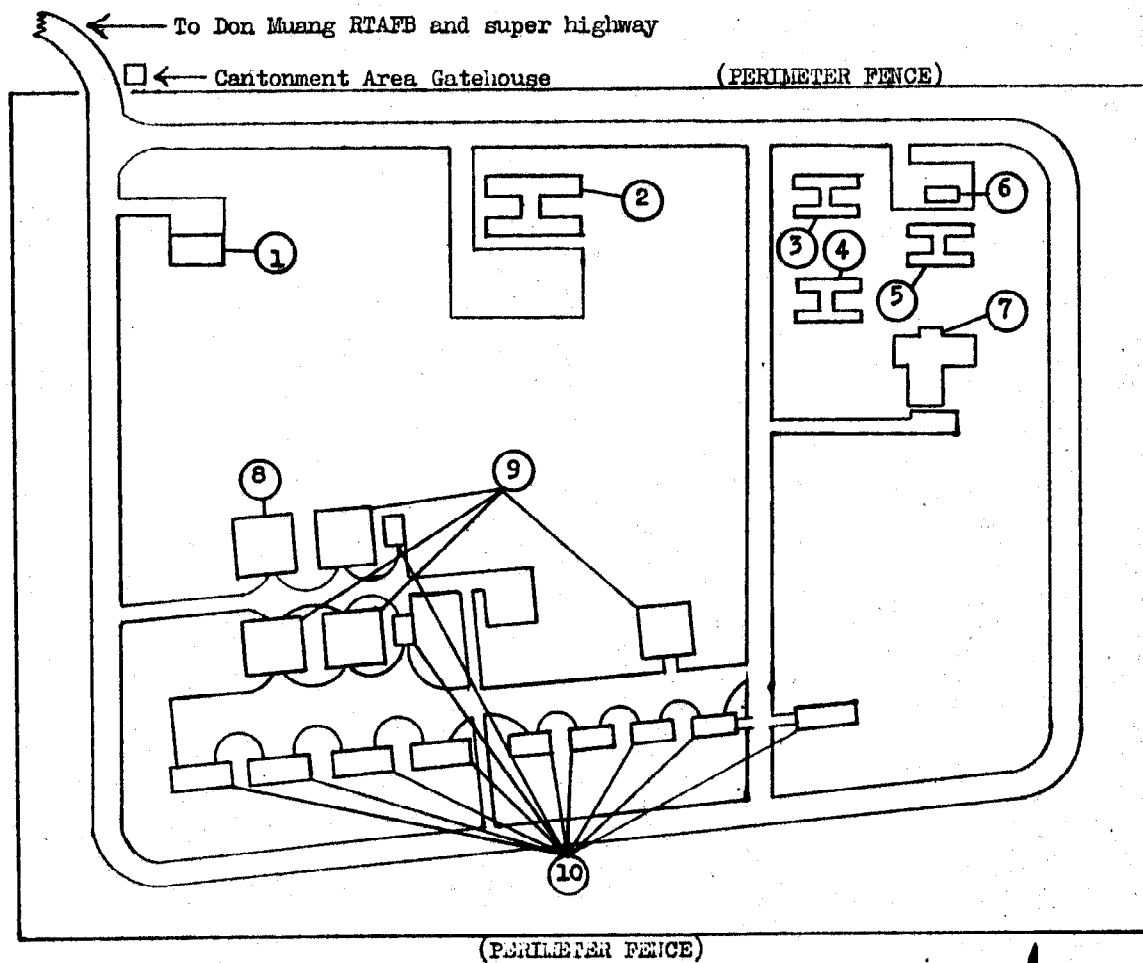 To Don Muang RTAFB and super highway
Cantonment Area Gatehouse
(PERIMETER FENCE)
1
2
3
4
5
6
7
8
9
10
(PERIMETER FENCE)